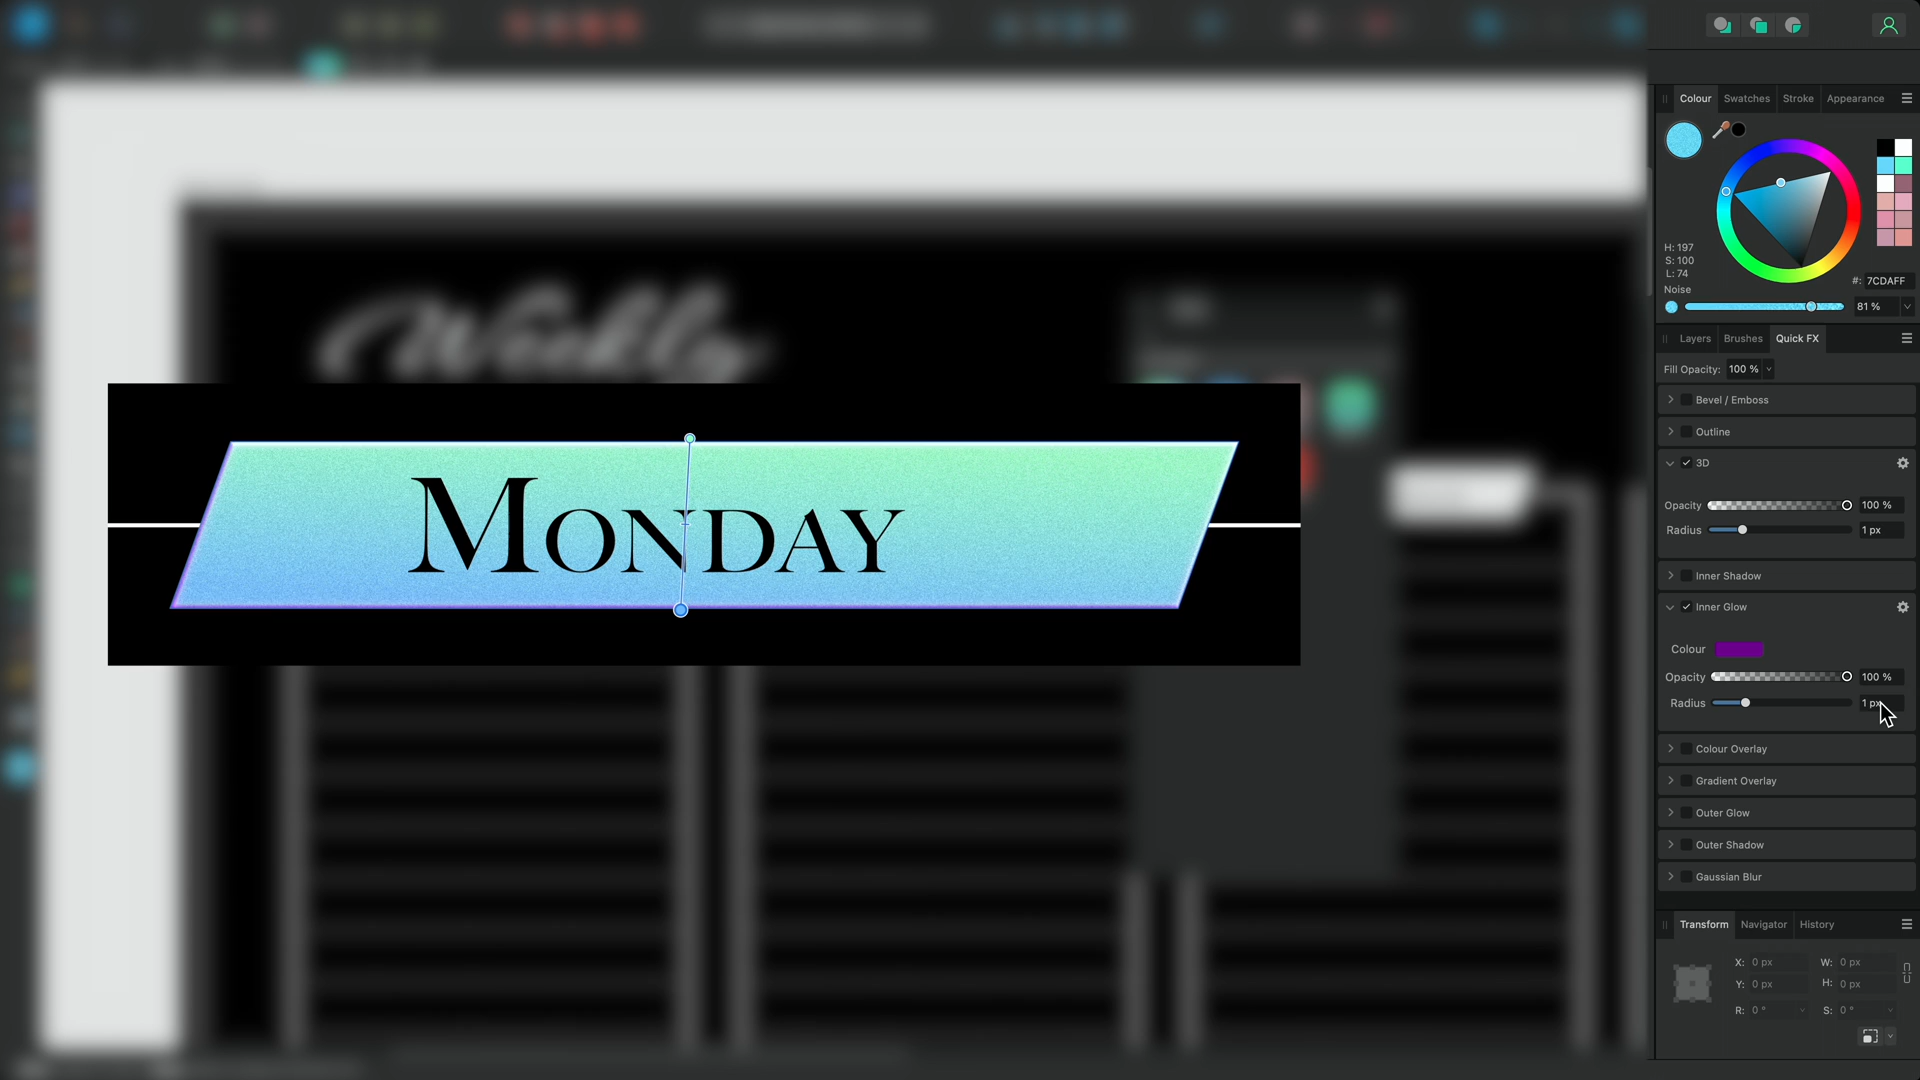 Colour Swatches Stroke Appearance
H: 197
S: 100
L: 74
#: 7CDAFF
Noise
81 %
Layers Brushes Quick FX
Fill Opacity: 100 %
Bevel / Emboss
Outline
3D
Opacity 100 %
Radius 1 px
Inner Shadow
Inner Glow
Colour
Opacity 100 %
Radius 1 px
Colour Overlay
Gradient Overlay
Outer Glow
Outer Shadow
Gaussian Blur
Transform Navigator History
X: 0 px W: 0 px
Y: 0 px H: 0 px
R: 0 ° S: 0 °
Weekly
Monday